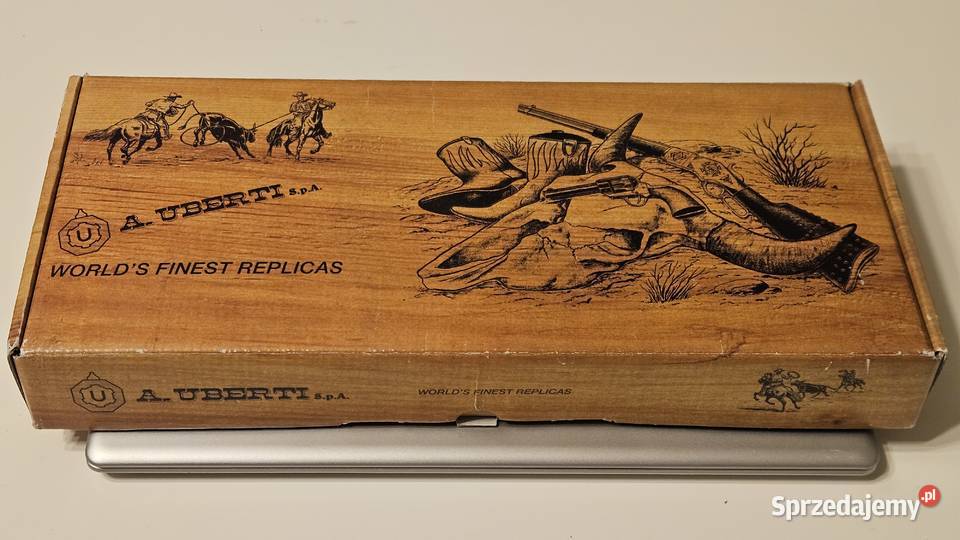 A. UBERTI S.p.A.
U
WORLD'S FINEST REPLICAS
U
A. UBERTI S.p.A.
WORLD'S FINEST REPLICAS
Sprzedajemy .pl